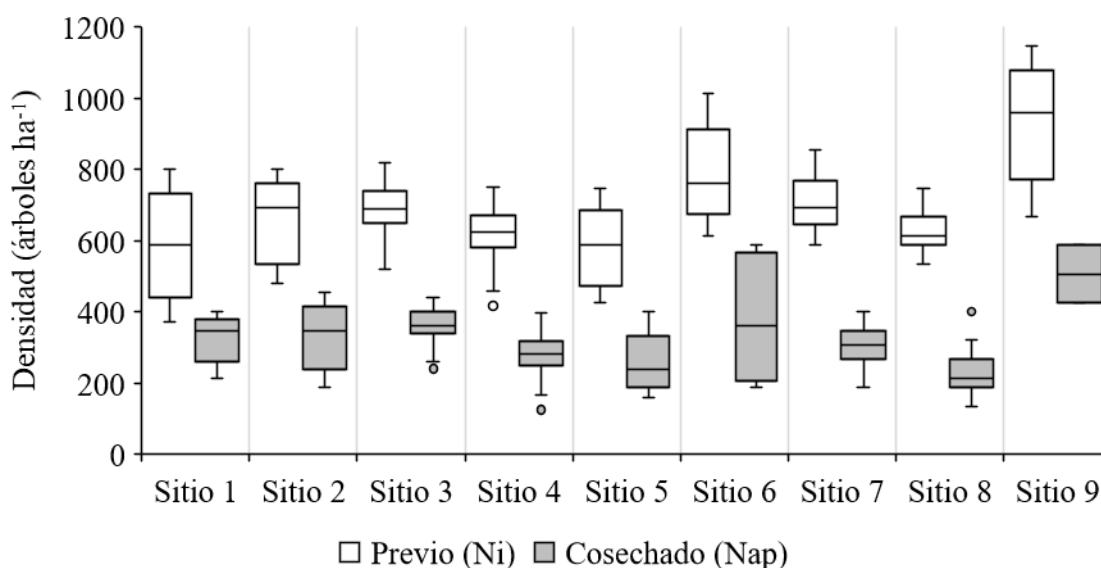 Densidad (árboles ha⁻¹)
1200
1000
800
600
400
200
0
Sitio 1 Sitio 2 Sitio 3 Sitio 4 Sitio 5 Sitio 6 Sitio 7 Sitio 8 Sitio 9
Previo (Ni) Cosechado (Nap)